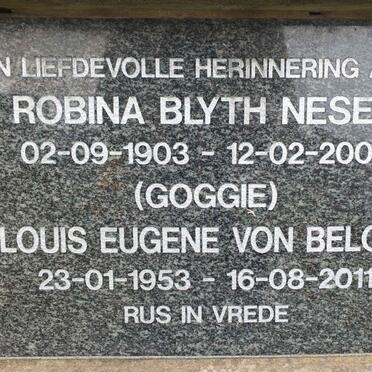 N LIEFDEVOLLE HERINNERING A
ROBINA BLYTH NESE
02-09-1903 - 12-02-200
(GOGGIE)
LOUIS EUGENE VON BELO
23-01-1953 - 16-08-2011
RUS IN VREDE